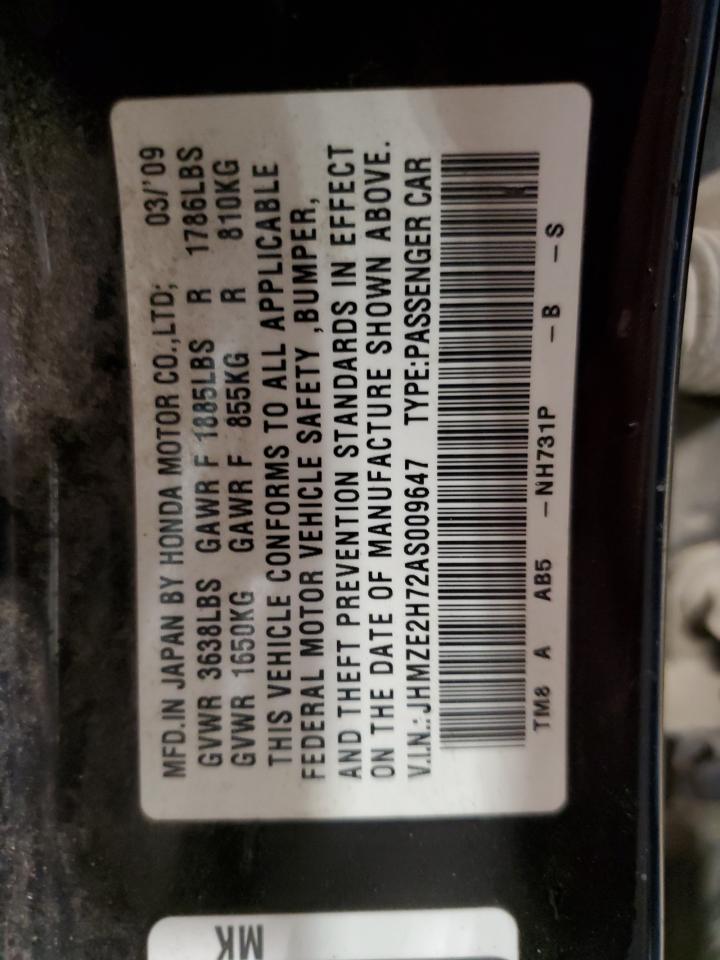 MFD.IN JAPAN BY HONDA MOTOR CO.,LTD; 03/'09
GVWR 3638LBS GAWR F 1885LBS R 1786LBS
GVWR 1650KG GAWR F 855KG R 810KG
THIS VEHICLE CONFORMS TO ALL APPLICABLE
FEDERAL MOTOR VEHICLE SAFETY ,BUMPER,
AND THEFT PREVENTION STANDARDS IN EFFECT
ON THE DATE OF MANUFACTURE SHOWN ABOVE.
V.I.N.:JHMZE2H72AS009647 TYPE:PASSENGER CAR
TM8 A AB5 -NH731P -B -S
MK